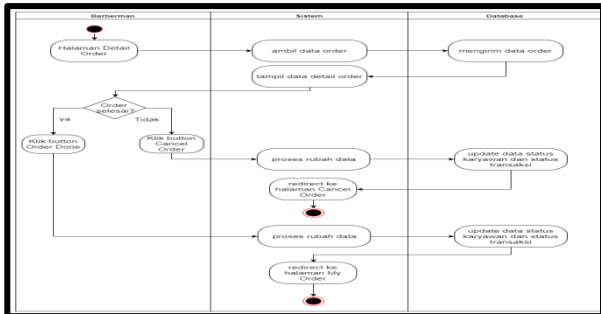 Barberman
Sistem
Database
Halaman Detail
Order
ambil data order
mengirim data order
tampil data detail order
Order
selesai?
ya
Tidak
Klik button
Order Done
Klik button
Cancel
Order
proses rubah data
update data status
karyawan dan status
transaksi
redirect ke
halaman Cancel
Order
proses rubah data
update data status
karyawan dan status
transaksi
redirect ke
halaman My
Order